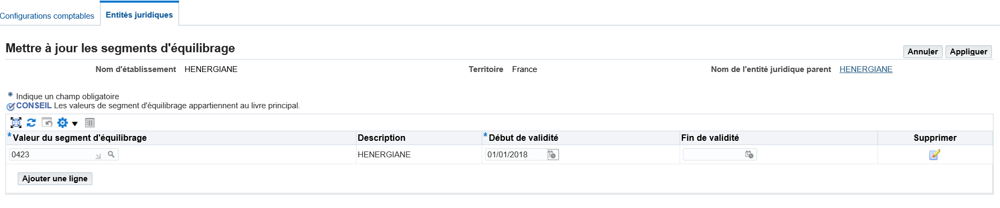 Configurations comptables Entités juridiques
Mettre à jour les segments d'équilibrage
Annuler Appliquer
Nom d'établissement HENERGIANE Territoire France Nom de l'entité juridique parent HENERGIANE
* Indique un champ obligatoire
CONSEIL Les valeurs de segment d'équilibrage appartiennent au livre principal.
* Valeur du segment d'équilibrage Description * Début de validité Fin de validité Supprimer
0423 HENERGIANE 01/01/2018
Ajouter une ligne